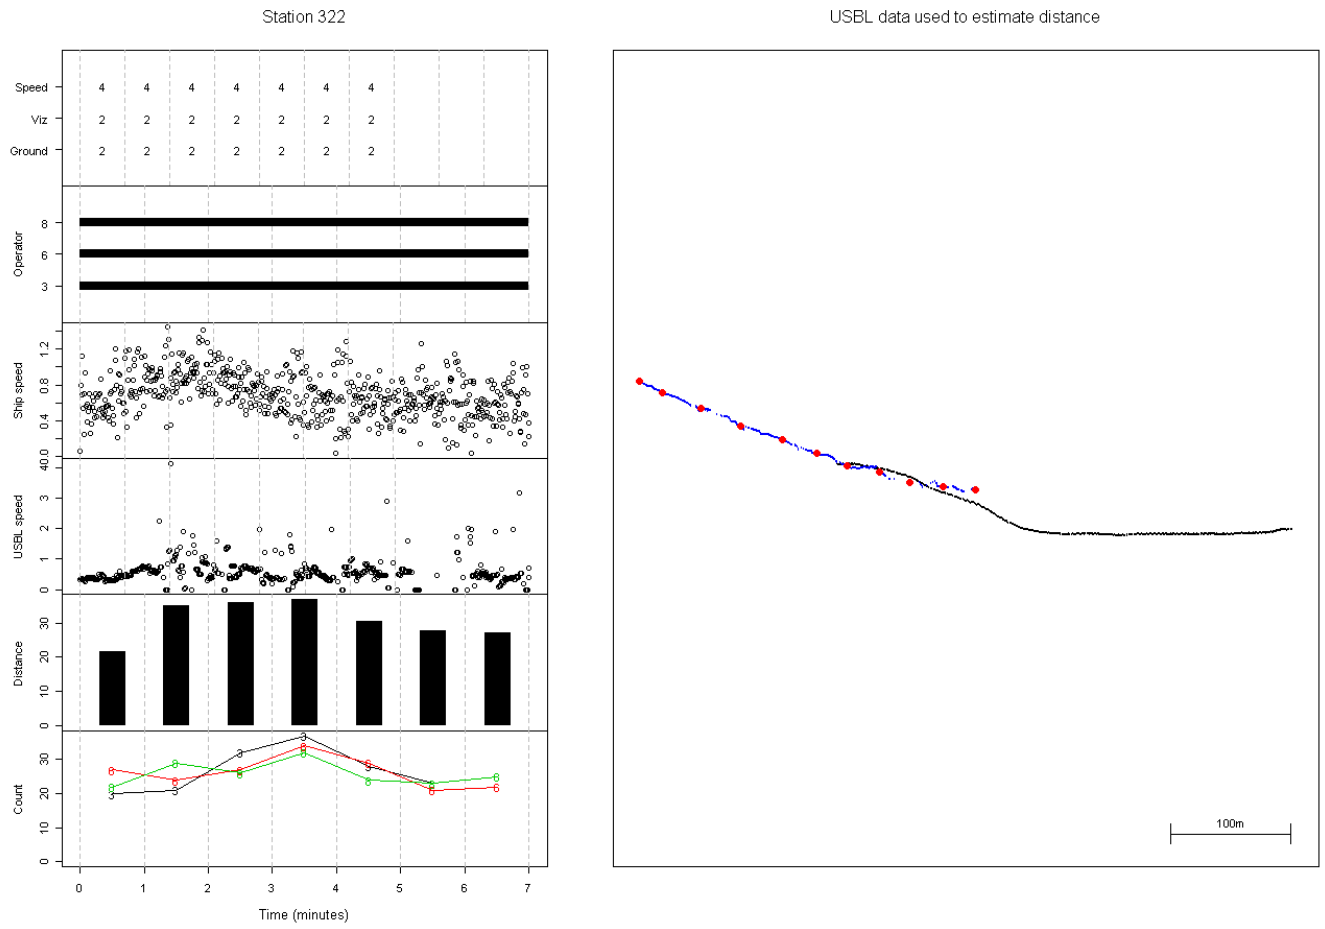 Station 322
USBL data used to estimate distance
Speed 4 4 4 4 4 4 4
Viz 2 2 2 2 2 2 2
Ground 2 2 2 2 2 2 2
Operator
8
6
3
Ship speed
1.2
0.8
0.4
0.0
USBL speed
4
3
2
1
0
Distance
30
20
10
0
Count
30
20
10
0
0 1 2 3 4 5 6 7
Time (minutes)
100m